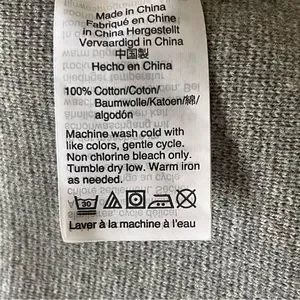 Made in China
Fabriqué en China
in China Hergestellt
Vervaardigd in China
中国製
Hecho en China
100% Cotton/Coton/
Baumwolle/Katoen/綿/
algodón
Machine wash cold with
like colors, gentle cycle.
Non chlorine bleach only.
Tumble dry low. Warm iron
as needed.
30
Laver à la machine à l'eau